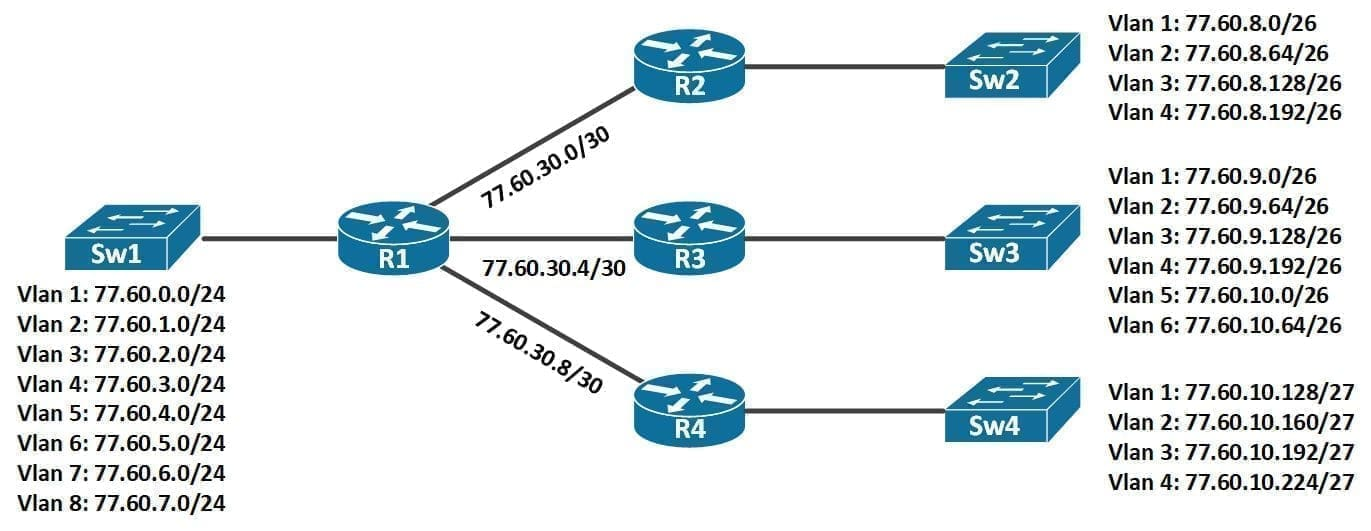 R2
Sw2
Vlan 1: 77.60.8.0/26
Vlan 2: 77.60.8.64/26
Vlan 3: 77.60.8.128/26
Vlan 4: 77.60.8.192/26
77.60.30.0/30
Sw1
R1
R3
Sw3
77.60.30.4/30
Vlan 1: 77.60.9.0/26
Vlan 2: 77.60.9.64/26
Vlan 3: 77.60.9.128/26
Vlan 4: 77.60.9.192/26
Vlan 5: 77.60.10.0/26
Vlan 6: 77.60.10.64/26
Vlan 1: 77.60.0.0/24
Vlan 2: 77.60.1.0/24
Vlan 3: 77.60.2.0/24
Vlan 4: 77.60.3.0/24
Vlan 5: 77.60.4.0/24
Vlan 6: 77.60.5.0/24
Vlan 7: 77.60.6.0/24
Vlan 8: 77.60.7.0/24
77.60.30.8/30
R4
Sw4
Vlan 1: 77.60.10.128/27
Vlan 2: 77.60.10.160/27
Vlan 3: 77.60.10.192/27
Vlan 4: 77.60.10.224/27